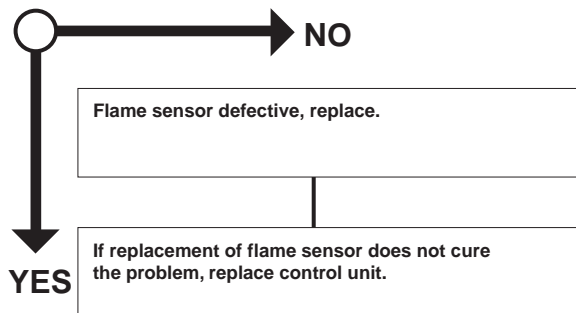 NO
Flame sensor defective, replace.
YES
If replacement of flame sensor does not cure
the problem, replace control unit.